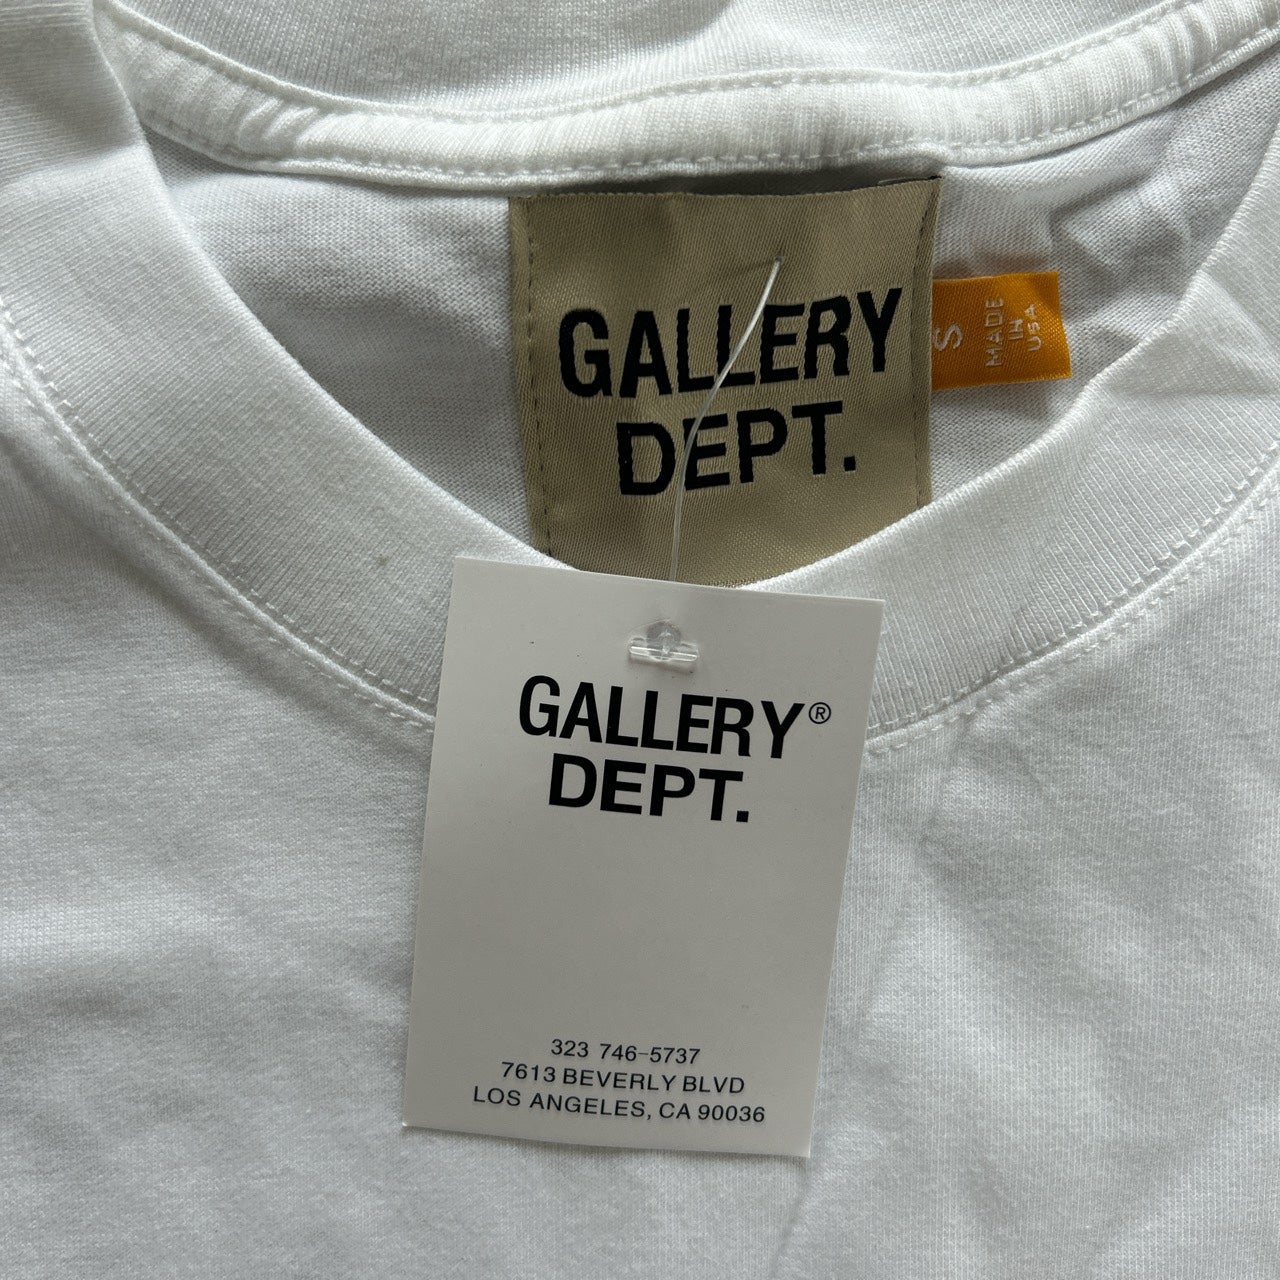 GALLERY
DEPT.
S
MADE
IN
USA
GALLERY®
DEPT.
323 746-5737
7613 BEVERLY BLVD
LOS ANGELES, CA 90036